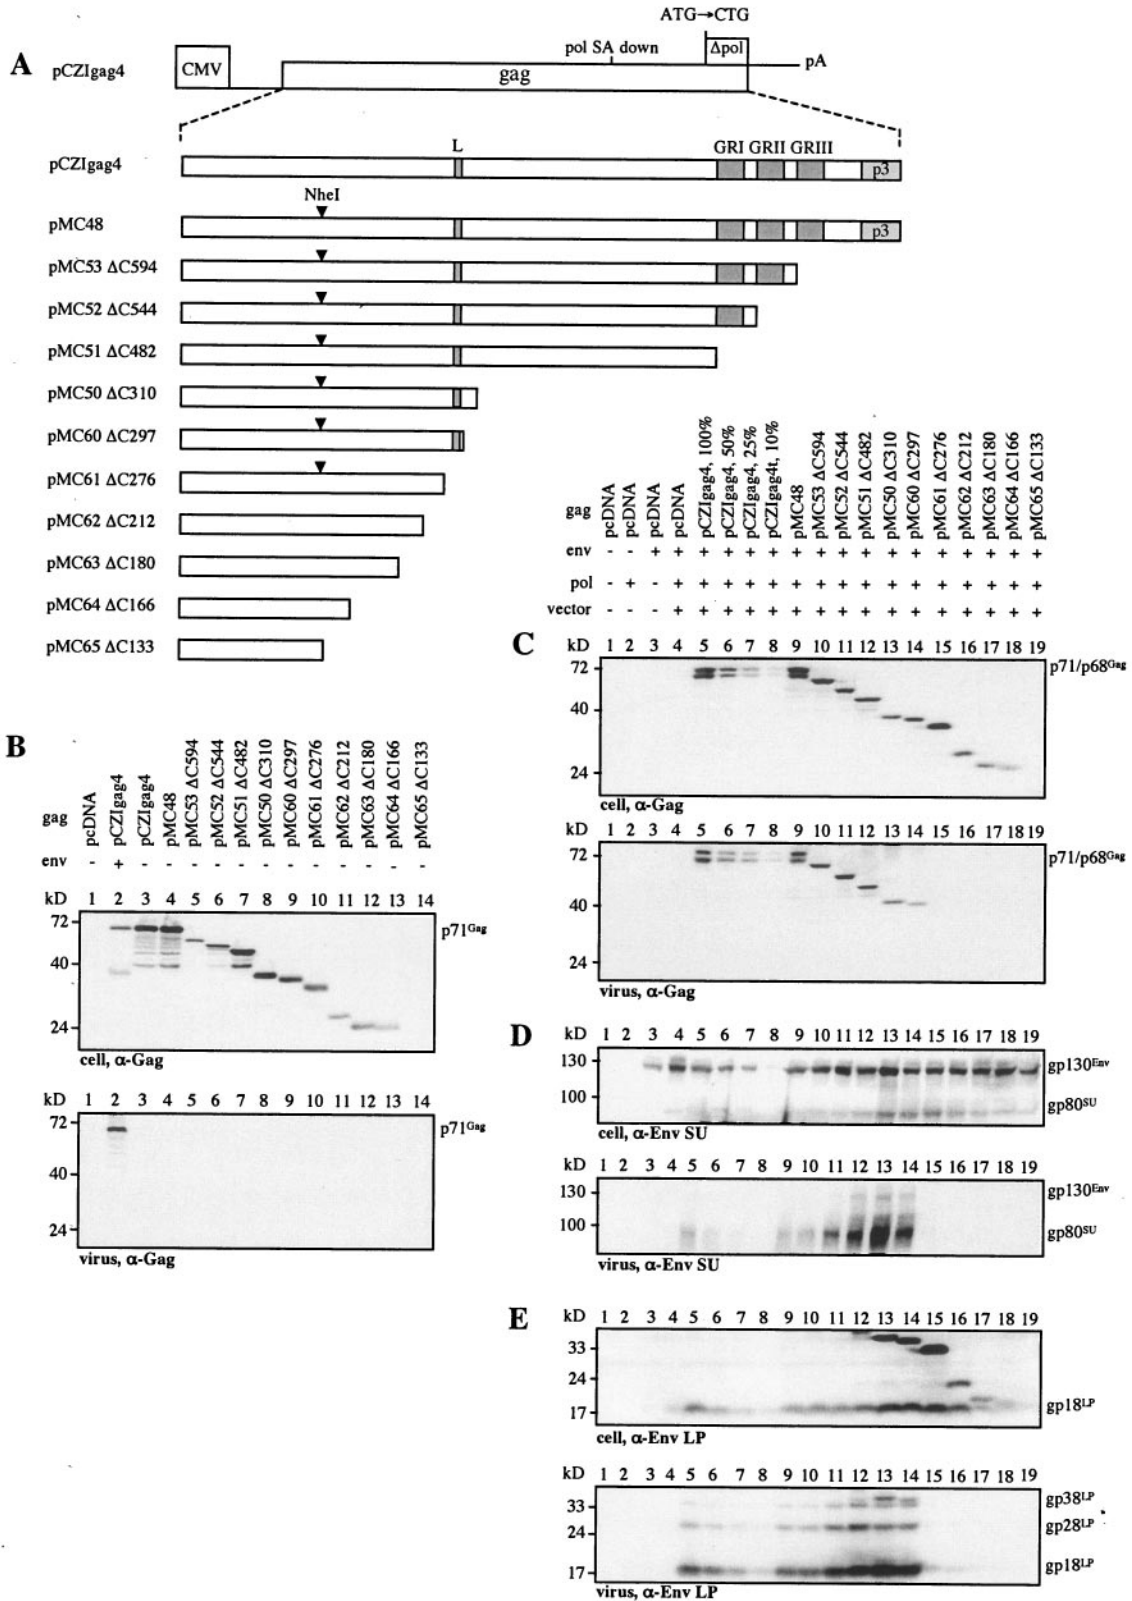 A
pCZIgag4
CMV
gag
pol SA down
ATG→CTG
Δpol
pA
pCZIgag4
L
GRI GRII GRIII
p3
NheI
pMC48
p3
pMC53 ΔC594
pMC52 ΔC544
pMC51 ΔC482
pMC50 ΔC310
pMC60 ΔC297
pMC61 ΔC276
pMC62 ΔC212
pMC63 ΔC180
pMC64 ΔC166
pMC65 ΔC133
B
gag
pcDNA
pCZIgag4
pCZIgag4
pMC48
pMC53 ΔC594
pMC52 ΔC544
pMC51 ΔC482
pMC50 ΔC310
pMC60 ΔC297
pMC61 ΔC276
pMC62 ΔC212
pMC63 ΔC180
pMC64 ΔC166
pMC65 ΔC133
env - + - - - - - - - - - - - -
kD 1 2 3 4 5 6 7 8 9 10 11 12 13 14
72
40
24
p71Gag
cell, α-Gag
1 2 3 4 5 6 7 8 9 10 11 12 13 14
kD
72
40
24
p71Gag
virus, α-Gag
gag
pcDNA
pcDNA
pcDNA
pcDNA
pCZIgag4, 100%
pCZIgag4, 50%
pCZIgag4, 25%
pCZIgag4t, 10%
pMC48
pMC53 ΔC594
pMC52 ΔC544
pMC51 ΔC482
pMC50 ΔC310
pMC60 ΔC297
pMC61 ΔC276
pMC62 ΔC212
pMC63 ΔC180
pMC64 ΔC166
pMC65 ΔC133
env - - + + + + + + + + + + + + + + + + +
pol - + - + + + + + + + + + + + + + + + +
vector - - - + + + + + + + + + + + + + + + +
C
kD 1 2 3 4 5 6 7 8 9 10 11 12 13 14 15 16 17 18 19
72
40
24
p71/p68Gag
cell, α-Gag
kD 1 2 3 4 5 6 7 8 9 10 11 12 13 14 15 16 17 18 19
72
40
24
p71/p68Gag
virus, α-Gag
D
kD 1 2 3 4 5 6 7 8 9 10 11 12 13 14 15 16 17 18 19
130
100
gp130Env
gp80SU
cell, α-Env SU
kD 1 2 3 4 5 6 7 8 9 10 11 12 13 14 15 16 17 18 19
130
100
gp130Env
gp80SU
virus, α-Env SU
E
kD 1 2 3 4 5 6 7 8 9 10 11 12 13 14 15 16 17 18 19
33
24
17
gp18LP
cell, α-Env LP
kD 1 2 3 4 5 6 7 8 9 10 11 12 13 14 15 16 17 18 19
33
24
17
gp38LP
gp28LP
gp18LP
virus, α-Env LP